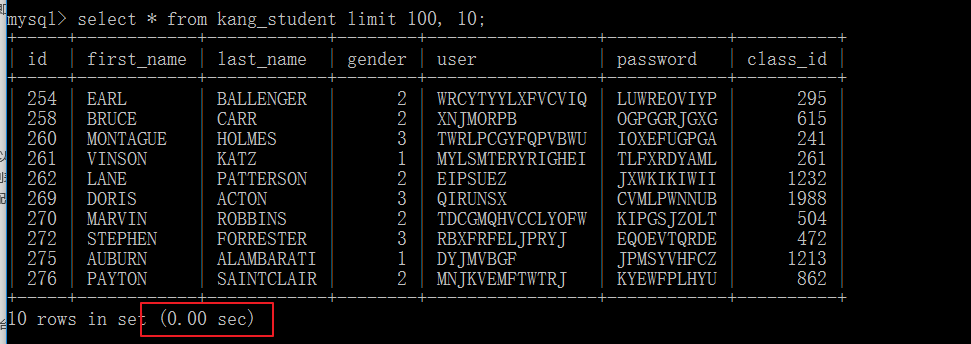 mysql> select * from kang_student limit 100, 10;
id first_name last_name gender user password class_id
254 EARL BALLENGER 2 WRCYTYYLXFVCVIQ LUWREOVIYP 295
258 BRUCE CARR 2 XNJMORPB OGPGGRJGXG 615
260 MONTAGUE HOLMES 3 TWRLPCGYFQPVBWU IOXEFUGPGA 241
261 VINSON KATZ 1 MYLSMTERYRIGHEI TLFXRDYAML 261
262 LANE PATTERSON 2 EIPSUEZ JXWKIKIWII 1232
269 DORIS ACTON 3 QIRUNSX CVMLPWNNUB 1988
270 MARVIN ROBBINS 2 TDCGMQHVCCLYOFW KIPGSJZOLT 504
272 STEPHEN FORRESTER 3 RBXFRFELJPRYJ EQOEVTQRDE 472
275 AUBURN ALAMBARATI 1 DYJMVBGF JPMSYVHFCZ 1213
276 PAYTON SAINTCLAIR 2 MNJKVEMFTWTRJ KYEWFPLHYU 862
10 rows in set (0.00 sec)